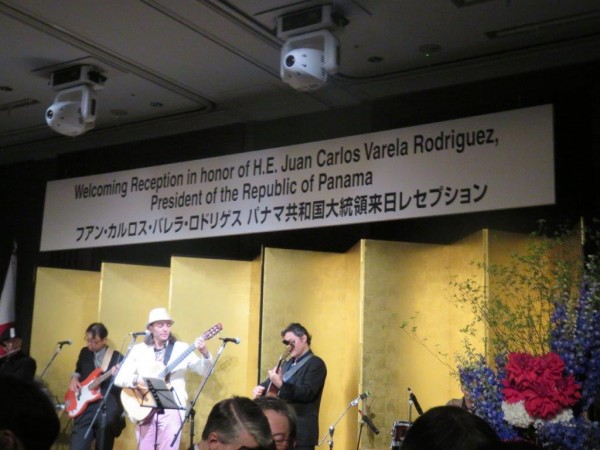 Welcoming Reception in honor of H.E. Juan Carlos Varela Rodriguez,
President of the Republic of Panama
フアン・カルロス・バレラ・ロドリゲス パナマ共和国大統領来日レセプション